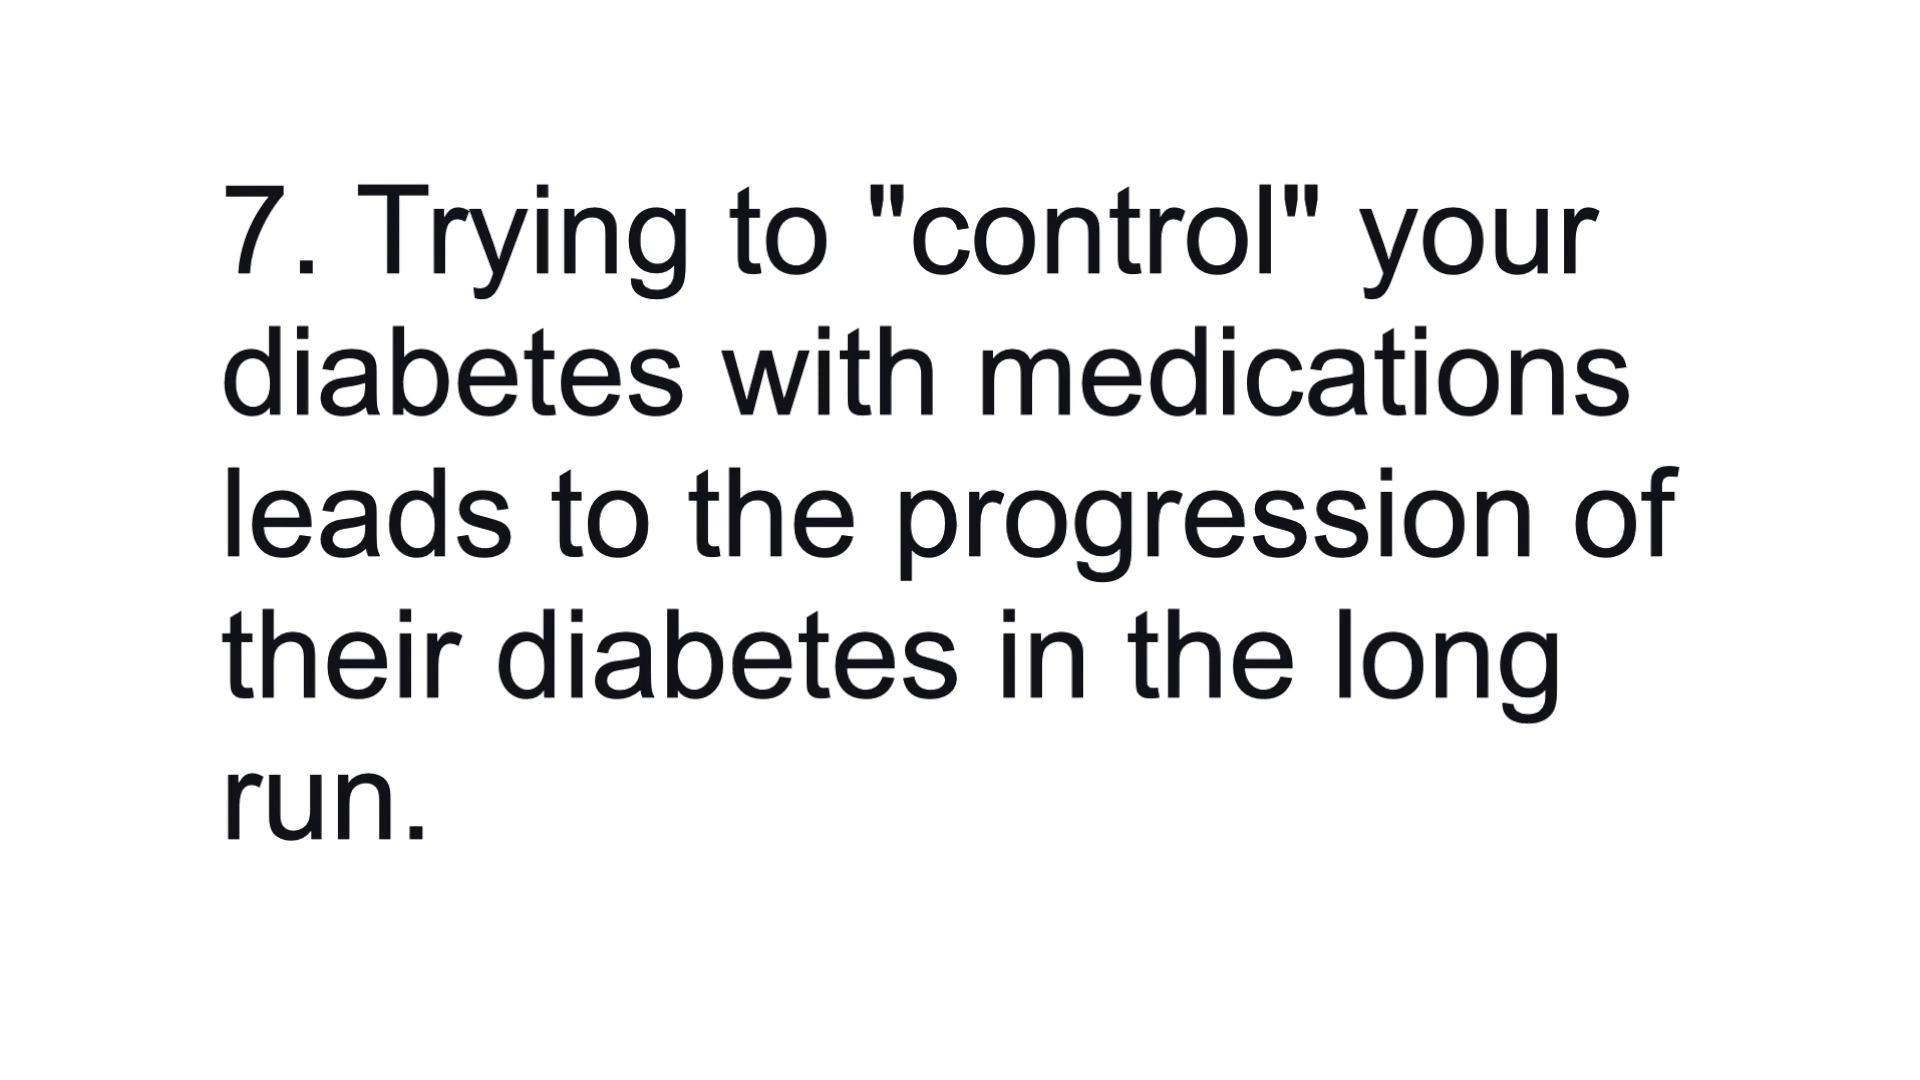 7. Trying to "control" your
diabetes with medications
leads to the progression of
their diabetes in the long
run.